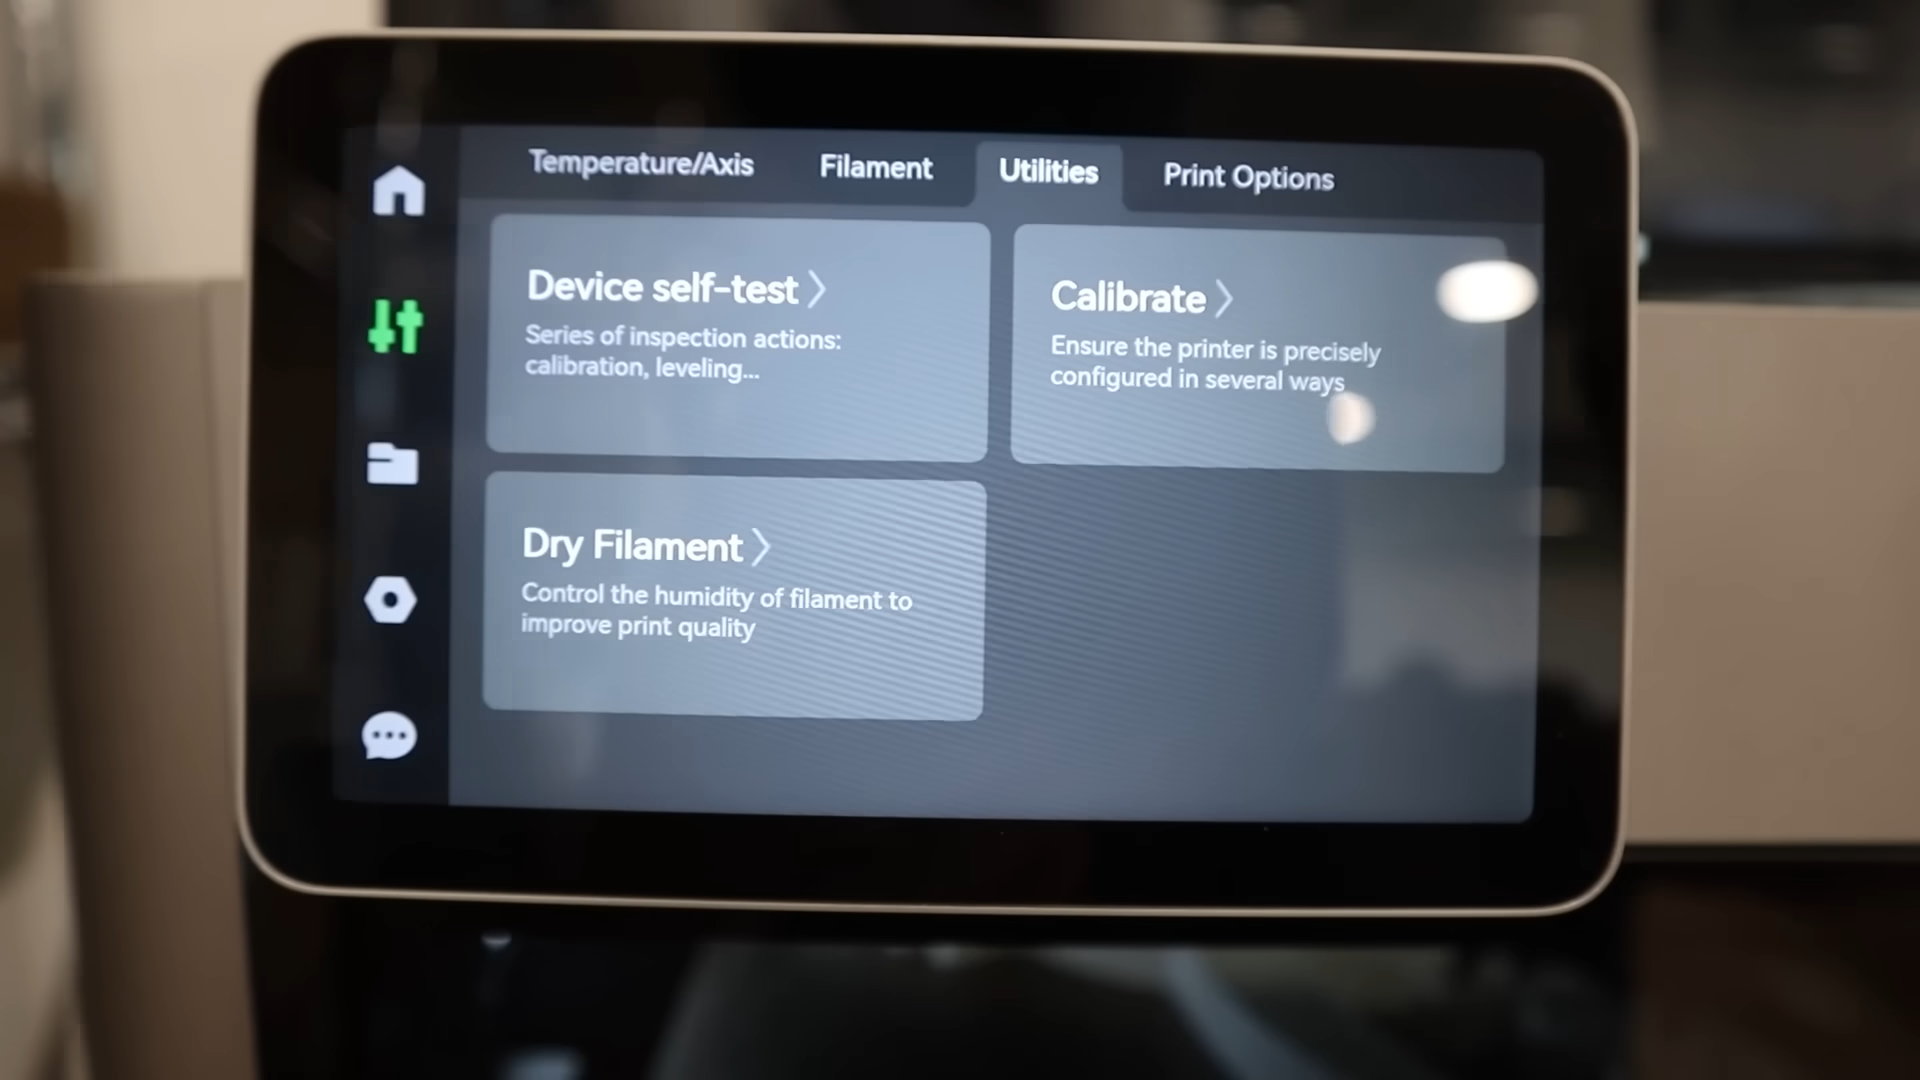 Temperature/Axis
Filament
Utilities
Print Options
Device self-test
Series of inspection actions:
calibration, leveling...
Calibrate
Ensure the printer is precisely
configured in several ways
Dry Filament
Control the humidity of filament to
improve print quality